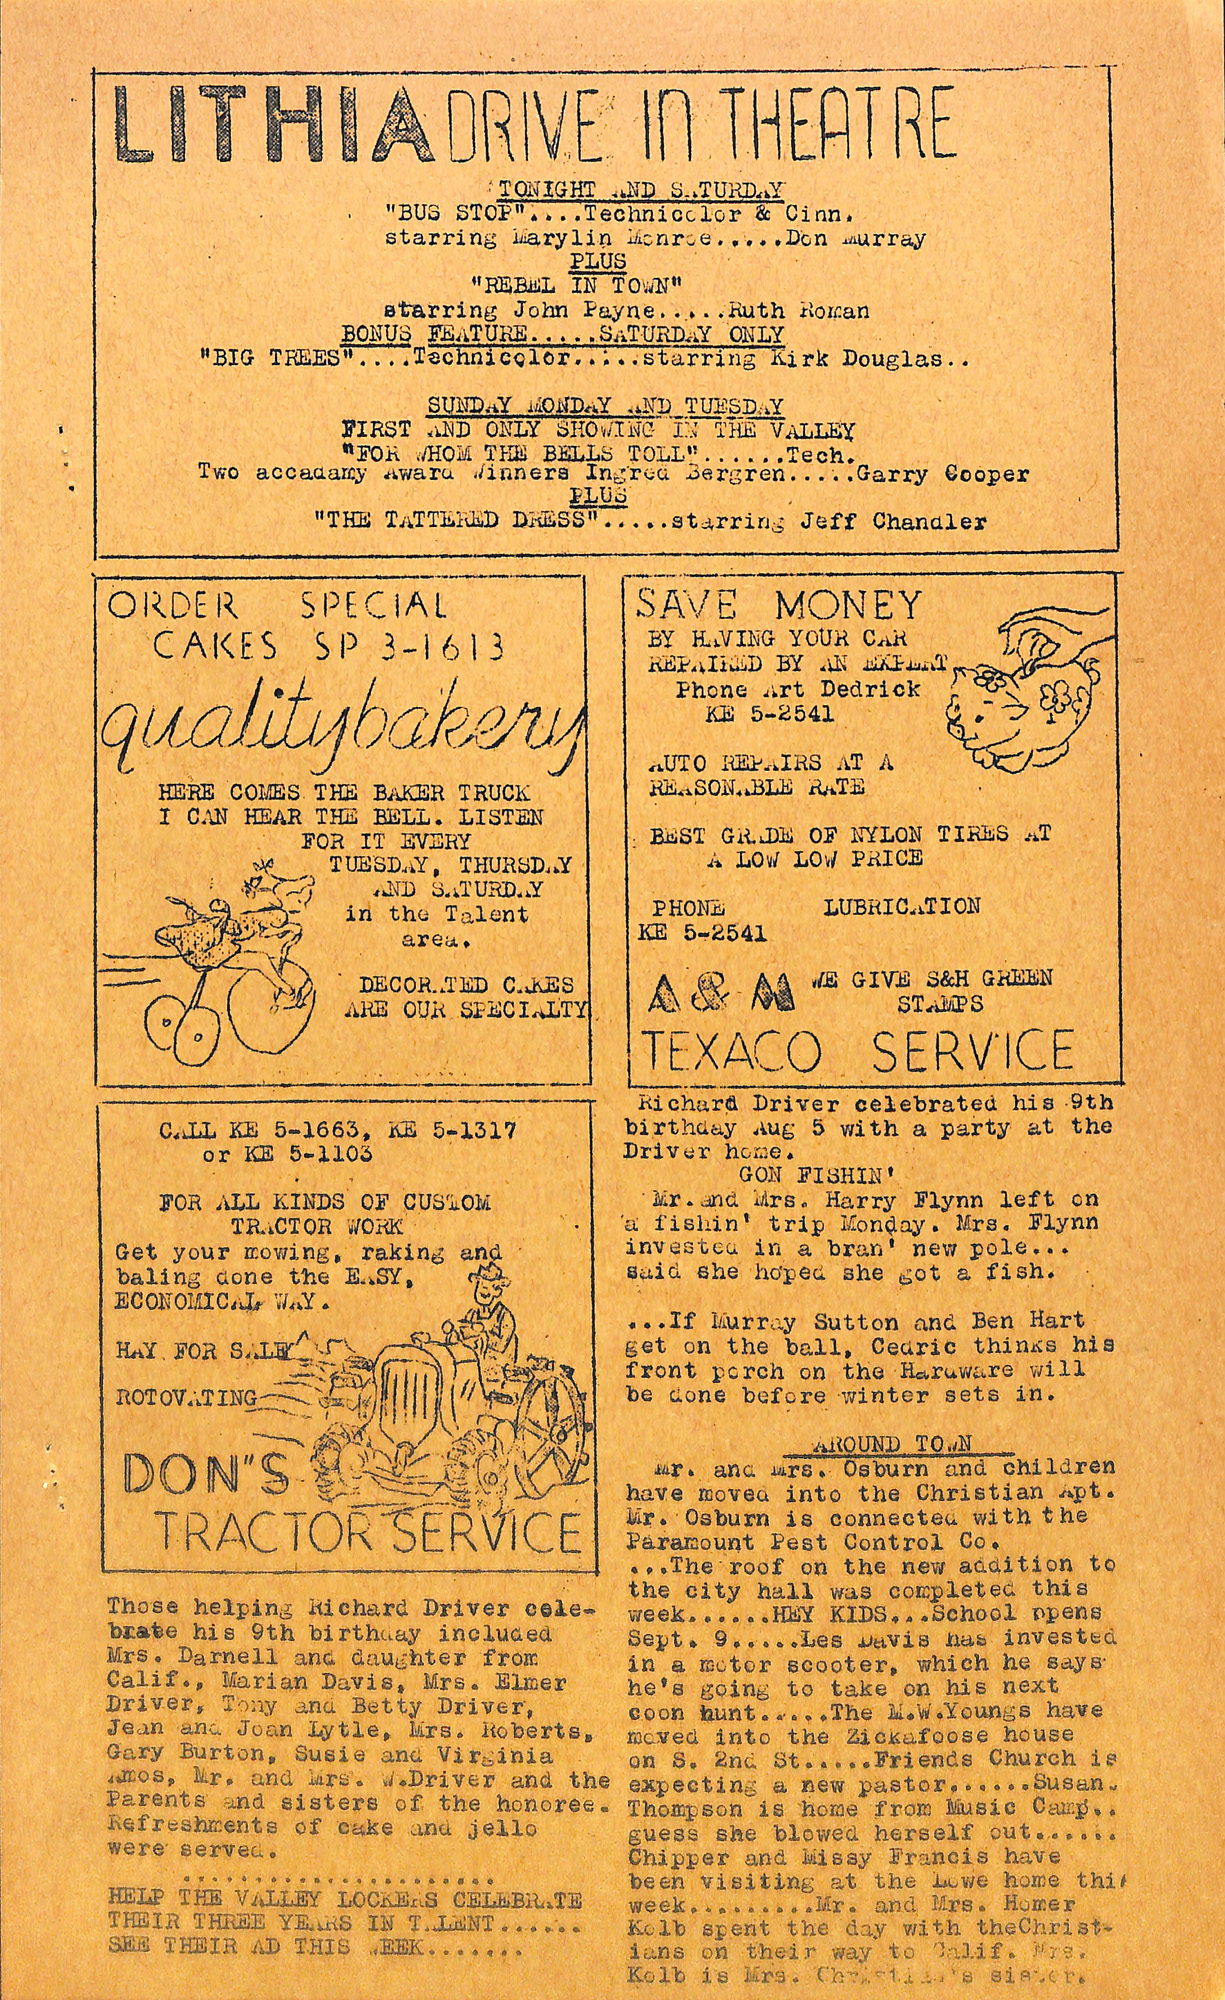 LITHIA DRIVE IN THEATRE
TONIGHT AND SATURDAY
"BUS STOP"....Technicolor & Cinn.
starring Marylin Monroe.....Don Murray
PLUS
"REBEL IN TOWN"
starring John Payne.....Ruth Roman
BONUS FEATURE.....SATURDAY ONLY
"BIG TREES"....Technicolor.....starring Kirk Douglas..
SUNDAY MONDAY AND TUESDAY
FIRST AND ONLY SHOWING IN THE VALLEY
"FOR WHOM THE BELLS TOLL"......Tech.
Two accadamy Award Winners Ingred Bergren.....Garry Cooper
PLUS
"THE TATTERED DRESS".....starring Jeff Chandler
ORDER SPECIAL
CAKES SP 3-1613
quality bakery
HERE COMES THE BAKER TRUCK
I CAN HEAR THE BELL. LISTEN
FOR IT EVERY
TUESDAY, THURSDAY
AND SATURDAY
in the Talent
area.
DECORATED CAKES
ARE OUR SPECIALTY
SAVE MONEY
BY HAVING YOUR CAR
REPAIRED BY AN EXPERT
Phone Art Dedrick
KE 5-2541
AUTO REPAIRS AT A
REASONABLE RATE
BEST GRADE OF NYLON TIRES AT
A LOW LOW PRICE
PHONE LUBRICATION
KE 5-2541
A & M WE GIVE S&H GREEN
STAMPS
TEXACO SERVICE
CALL KE 5-1663, KE 5-1317
or KE 5-1103
FOR ALL KINDS OF CUSTOM
TRACTOR WORK
Get your mowing, raking and
baling done the EASY,
ECONOMICAL WAY.
HAY FOR SALE
ROTOVATING
DON"S
TRACTOR SERVICE
Those helping Richard Driver cele-
brate his 9th birthday included
Mrs. Darnell and daughter from
Calif., Marian Davis, Mrs. Elmer
Driver, Tony and Betty Driver,
Jean and Joan Lytle, Mrs. Roberts,
Gary Burton, Susie and Virginia
Amos, Mr. and Mrs. W.Driver and the
Parents and sisters of the honoree.
Refreshments of cake and jello
were served.
......................
HELP THE VALLEY LOCKERS CELEBRATE
THEIR THREE YEARS IN TALENT......
SEE THEIR AD THIS WEEK.......
Richard Driver celebrated his 9th
birthday Aug 5 with a party at the
Driver home.
GON FISHIN'
Mr. and Mrs. Harry Flynn left on
a fishin' trip Monday. Mrs. Flynn
invested in a bran' new pole...
said she hoped she got a fish.
...If Murray Sutton and Ben Hart
get on the ball, Cedric thinks his
front porch on the Hardware will
be done before winter sets in.
AROUND TOWN
Mr. and Mrs. Osburn and children
have moved into the Christian Apt.
Mr. Osburn is connected with the
Paramount Pest Control Co.
...The roof on the new addition to
the city hall was completed this
week......HEY KIDS...School opens
Sept. 9.....Les Davis has invested
in a motor scooter, which he says
he's going to take on his next
coon hunt.....The M.W.Youngs have
moved into the Zickafoose house
on S. 2nd St.....Friends Church is
expecting a new pastor......Susan
Thompson is home from Music Camp..
guess she blowed herself out......
Chipper and Missy Francis have
been visiting at the Lowe home this
week.........Mr. and Mrs. Homer
Kolb spent the day with theChrist-
ians on their way to Calif. Mrs.
Kolb is Mrs. Christian's sister.